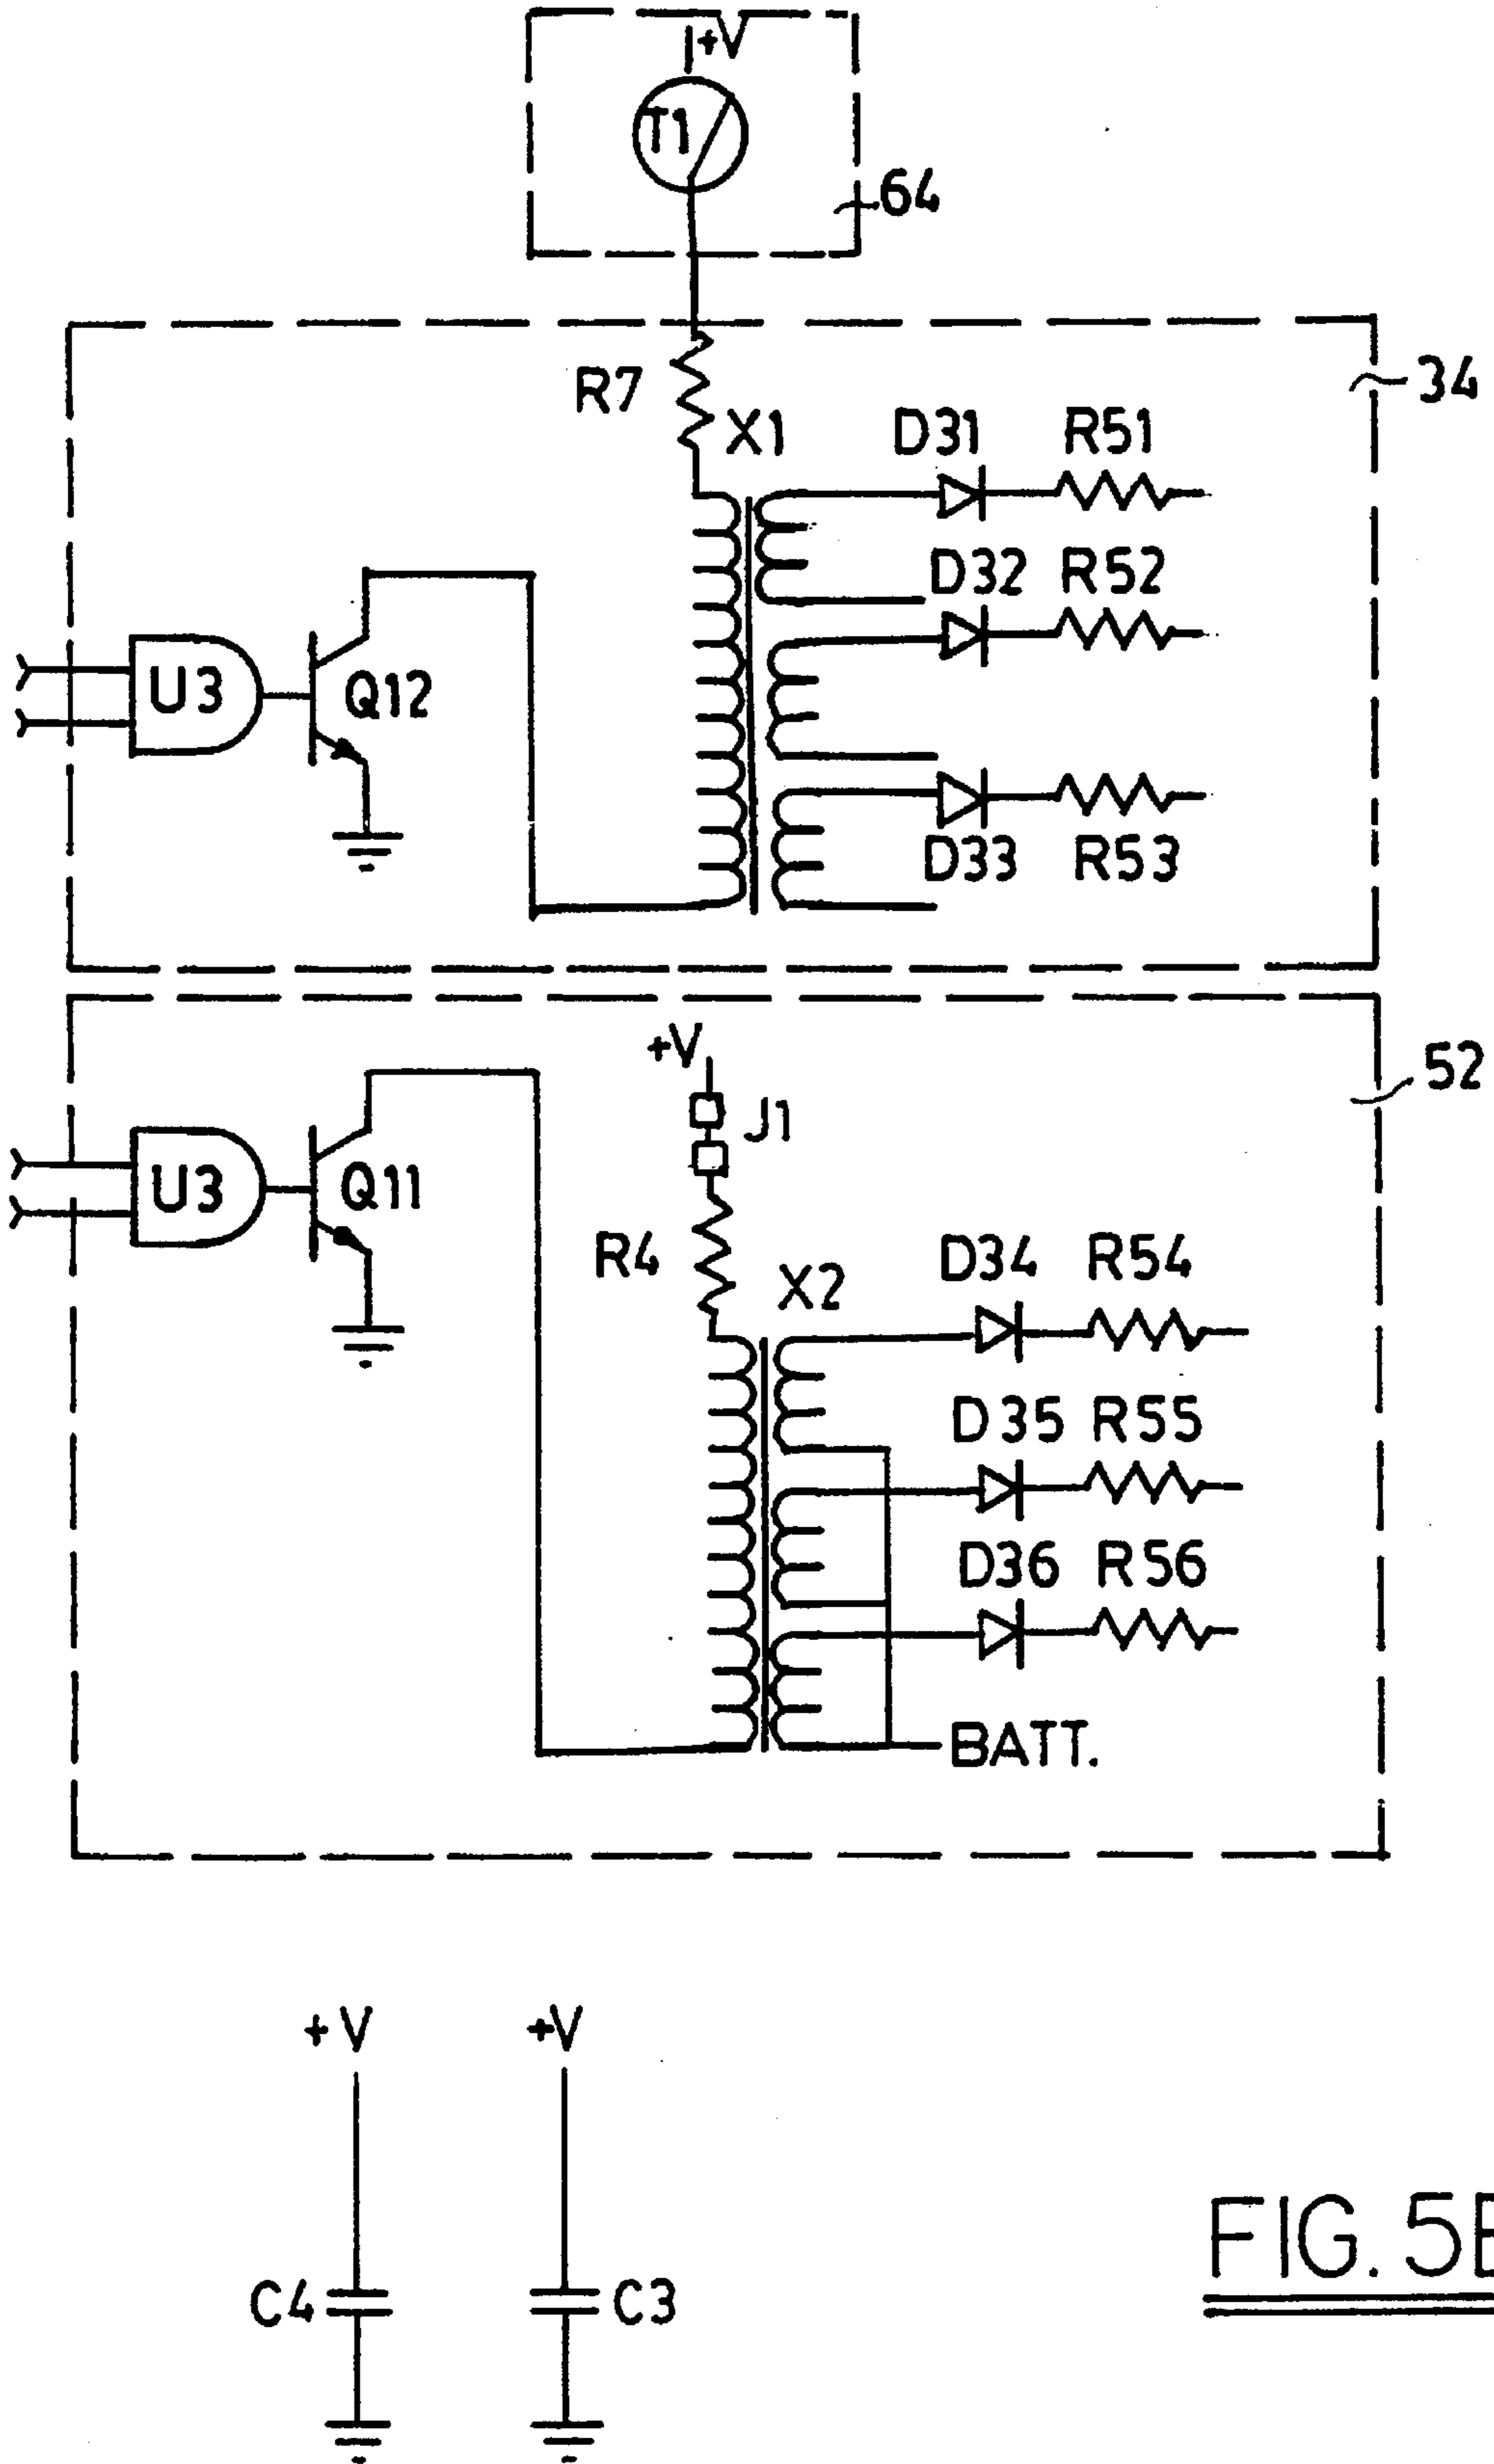 +V
T1
64
34
R7
X1
D31 R51
D32 R52
U3
Q12
D33 R53
+V
J1
52
U3
Q11
R4
X2
D34 R54
D35 R55
D36 R56
BATT.
+V +V
C4 C3
FIG. 5B